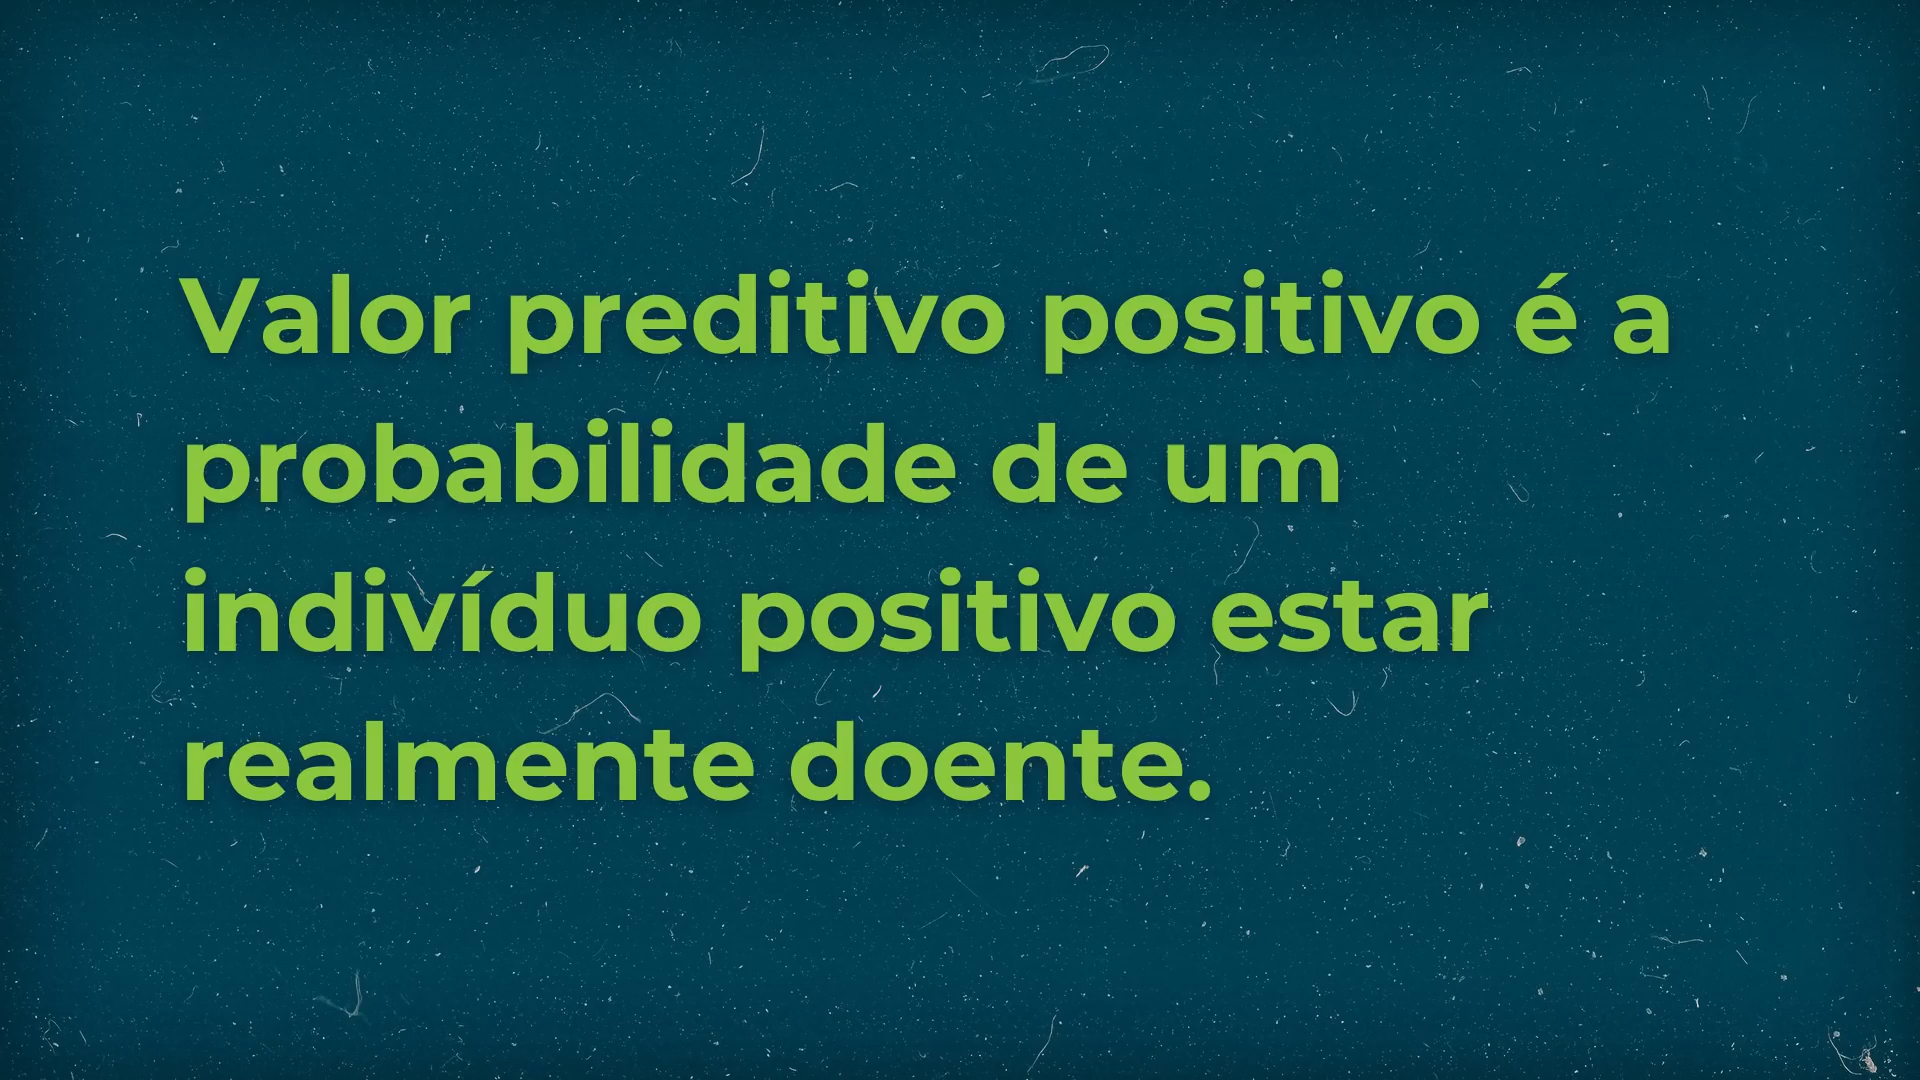 Valor preditivo positivo é a
probabilidade de um
indivíduo positivo estar
realmente doente.